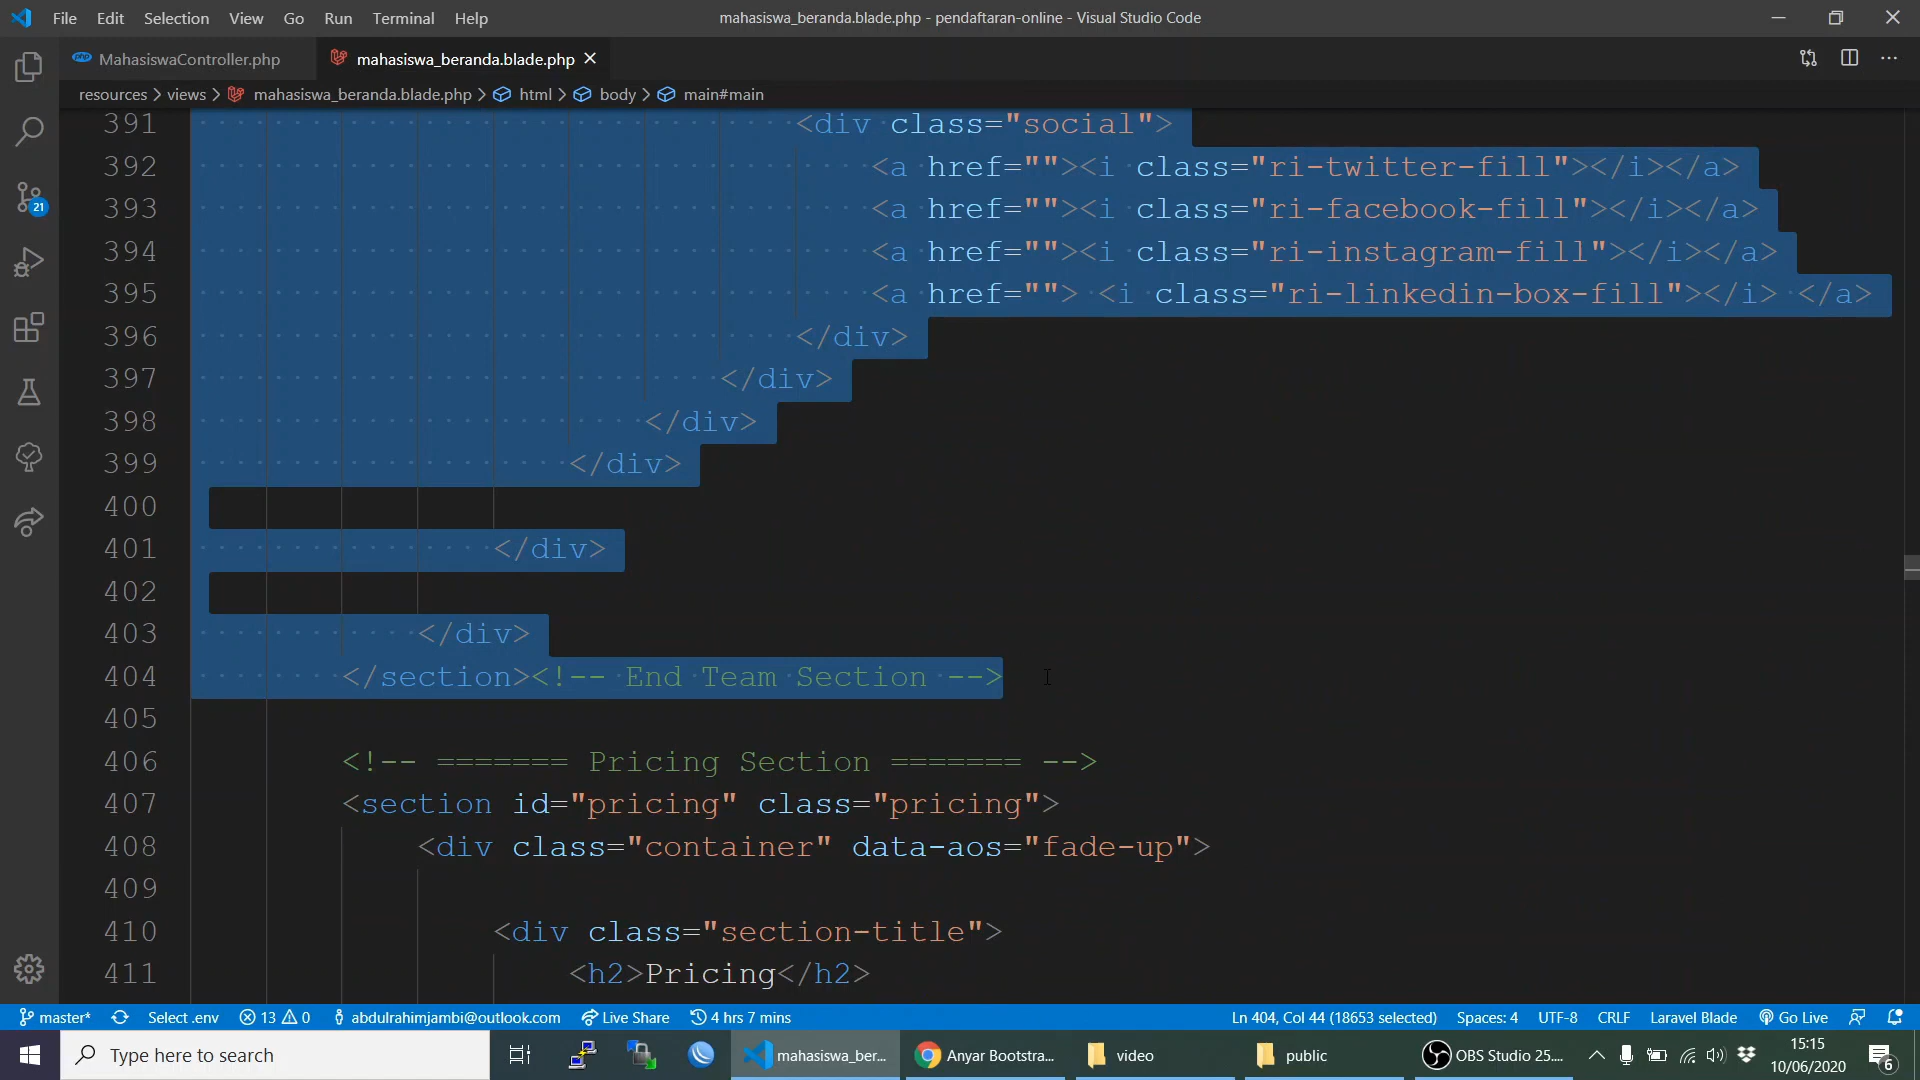 File Edit Selection View Go Run Terminal Help
mahasiswa_beranda.blade.php - pendaftaran-online - Visual Studio Code
MahasiswaController.php
mahasiswa_beranda.blade.php
resources > views > mahasiswa_beranda.blade.php > html > body > main#main
391 <div class="social">
392 <a href=""><i class="ri-twitter-fill"></i></a>
393 <a href=""><i class="ri-facebook-fill"></i></a>
394 <a href=""><i class="ri-instagram-fill"></i></a>
395 <a href=""> <i class="ri-linkedin-box-fill"></i> </a>
396 </div>
397 </div>
398 </div>
399 </div>
400
401 </div>
402
403 </div>
404 </section><!-- End Team Section -->
405
406 <!-- ======= Pricing Section ======= -->
407 <section id="pricing" class="pricing">
408 <div class="container" data-aos="fade-up">
409
410 <div class="section-title">
411 <h2>Pricing</h2>
21
master* Select .env 13 0 abdulrahimjambi@outlook.com Live Share 4 hrs 7 mins
Ln 404, Col 44 (18653 selected) Spaces: 4 UTF-8 CRLF Laravel Blade Go Live
Type here to search
mahasiswa_ber...
Anyar Bootstra...
video
public
OBS Studio 25....
15:15
10/06/2020
6